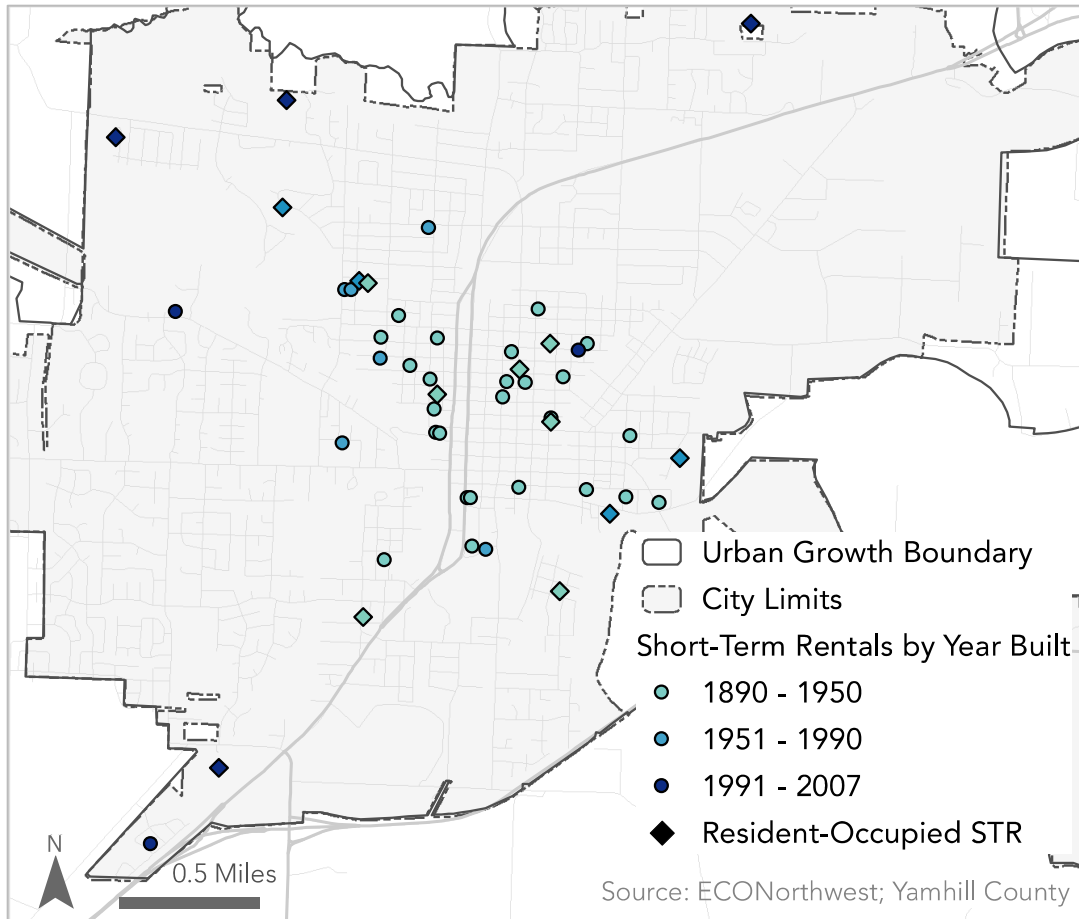 Urban Growth Boundary
City Limits
Short-Term Rentals by Year Built
1890 - 1950
1951 - 1990
1991 - 2007
Resident-Occupied STR
N
0.5 Miles
Source: ECONorthwest; Yamhill County